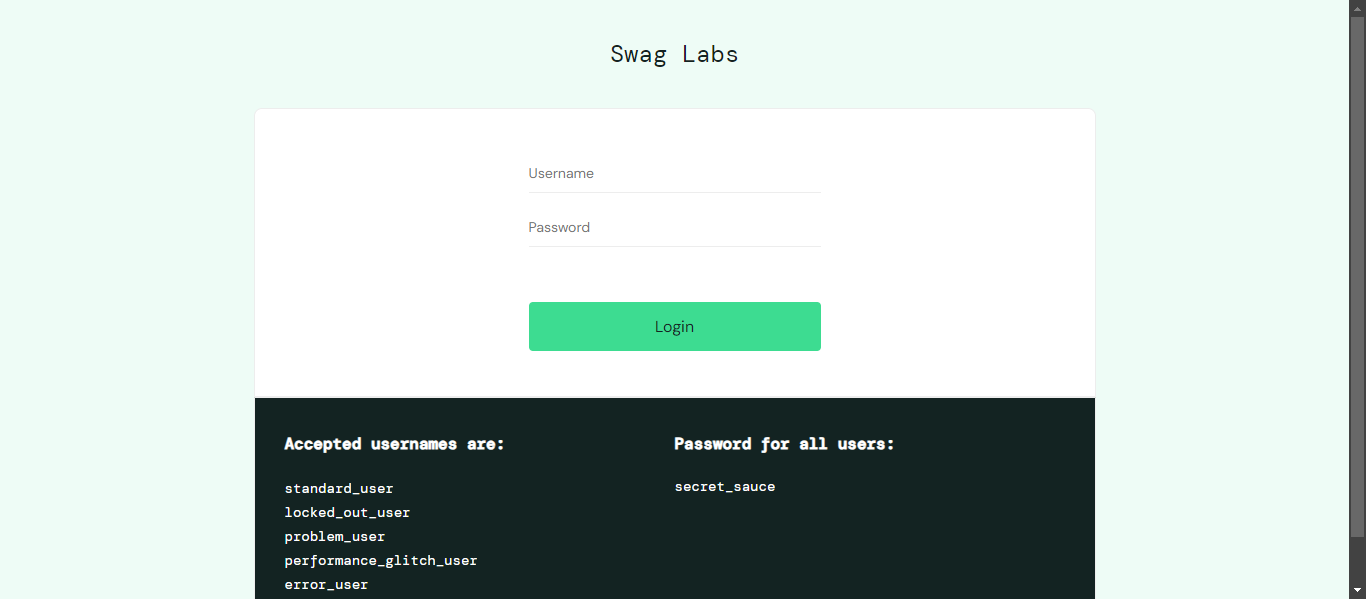 Swag Labs
Username
Password
Login
Accepted usernames are:
standard_user
locked_out_user
problem_user
performance_glitch_user
error_user
Password for all users:
secret_sauce